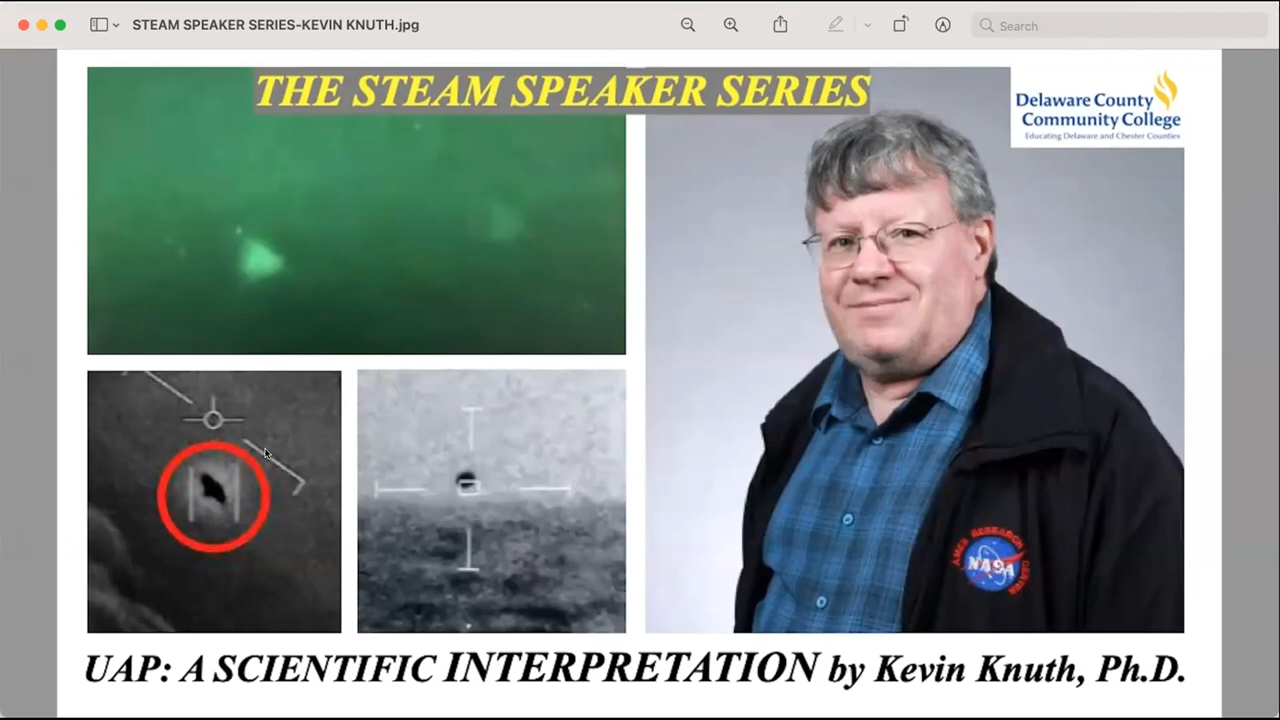 STEAM SPEAKER SERIES-KEVIN KNUTH.jpg
Search
THE STEAM SPEAKER SERIES
Delaware County
Community College
Educating Delaware and Chester Counties
AMES RESEARCH CENTER
NASA
UAP: A SCIENTIFIC INTERPRETATION by Kevin Knuth, Ph.D.